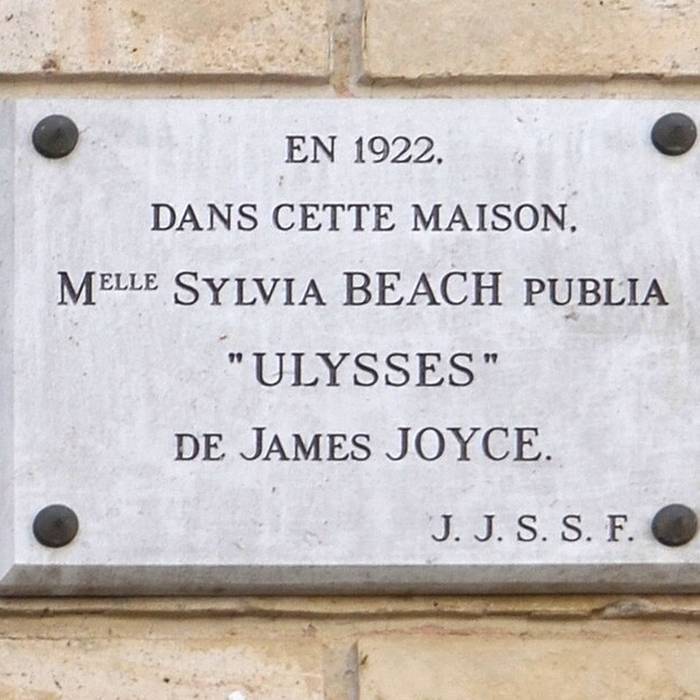 EN 1922.
DANS CETTE MAISON.
Melle SYLVIA BEACH PUBLIA
"ULYSSES"
DE JAMES JOYCE.
J. J. S. S. F.